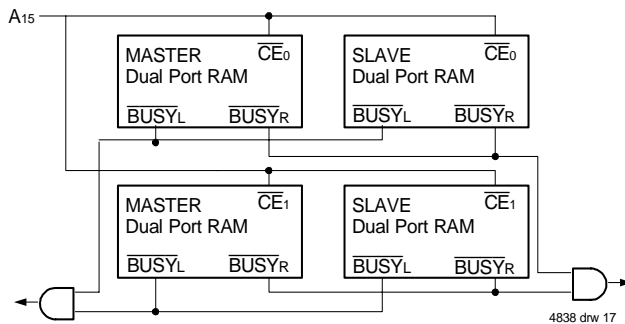 A15
MASTER
Dual Port RAM
CE0
BUSYL
BUSYR
SLAVE
Dual Port RAM
CE0
BUSYL
BUSYR
MASTER
Dual Port RAM
CE1
BUSYL
BUSYR
SLAVE
Dual Port RAM
CE1
BUSYL
BUSYR
4838 drw 17